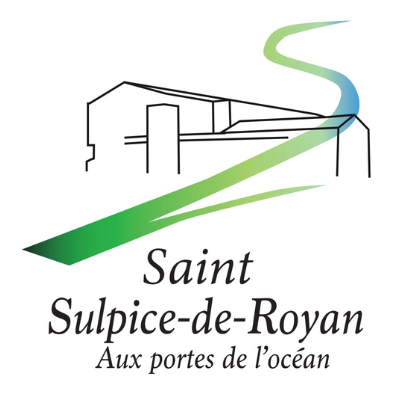 Saint
Sulpice-de-Royan
Aux portes de l'océan